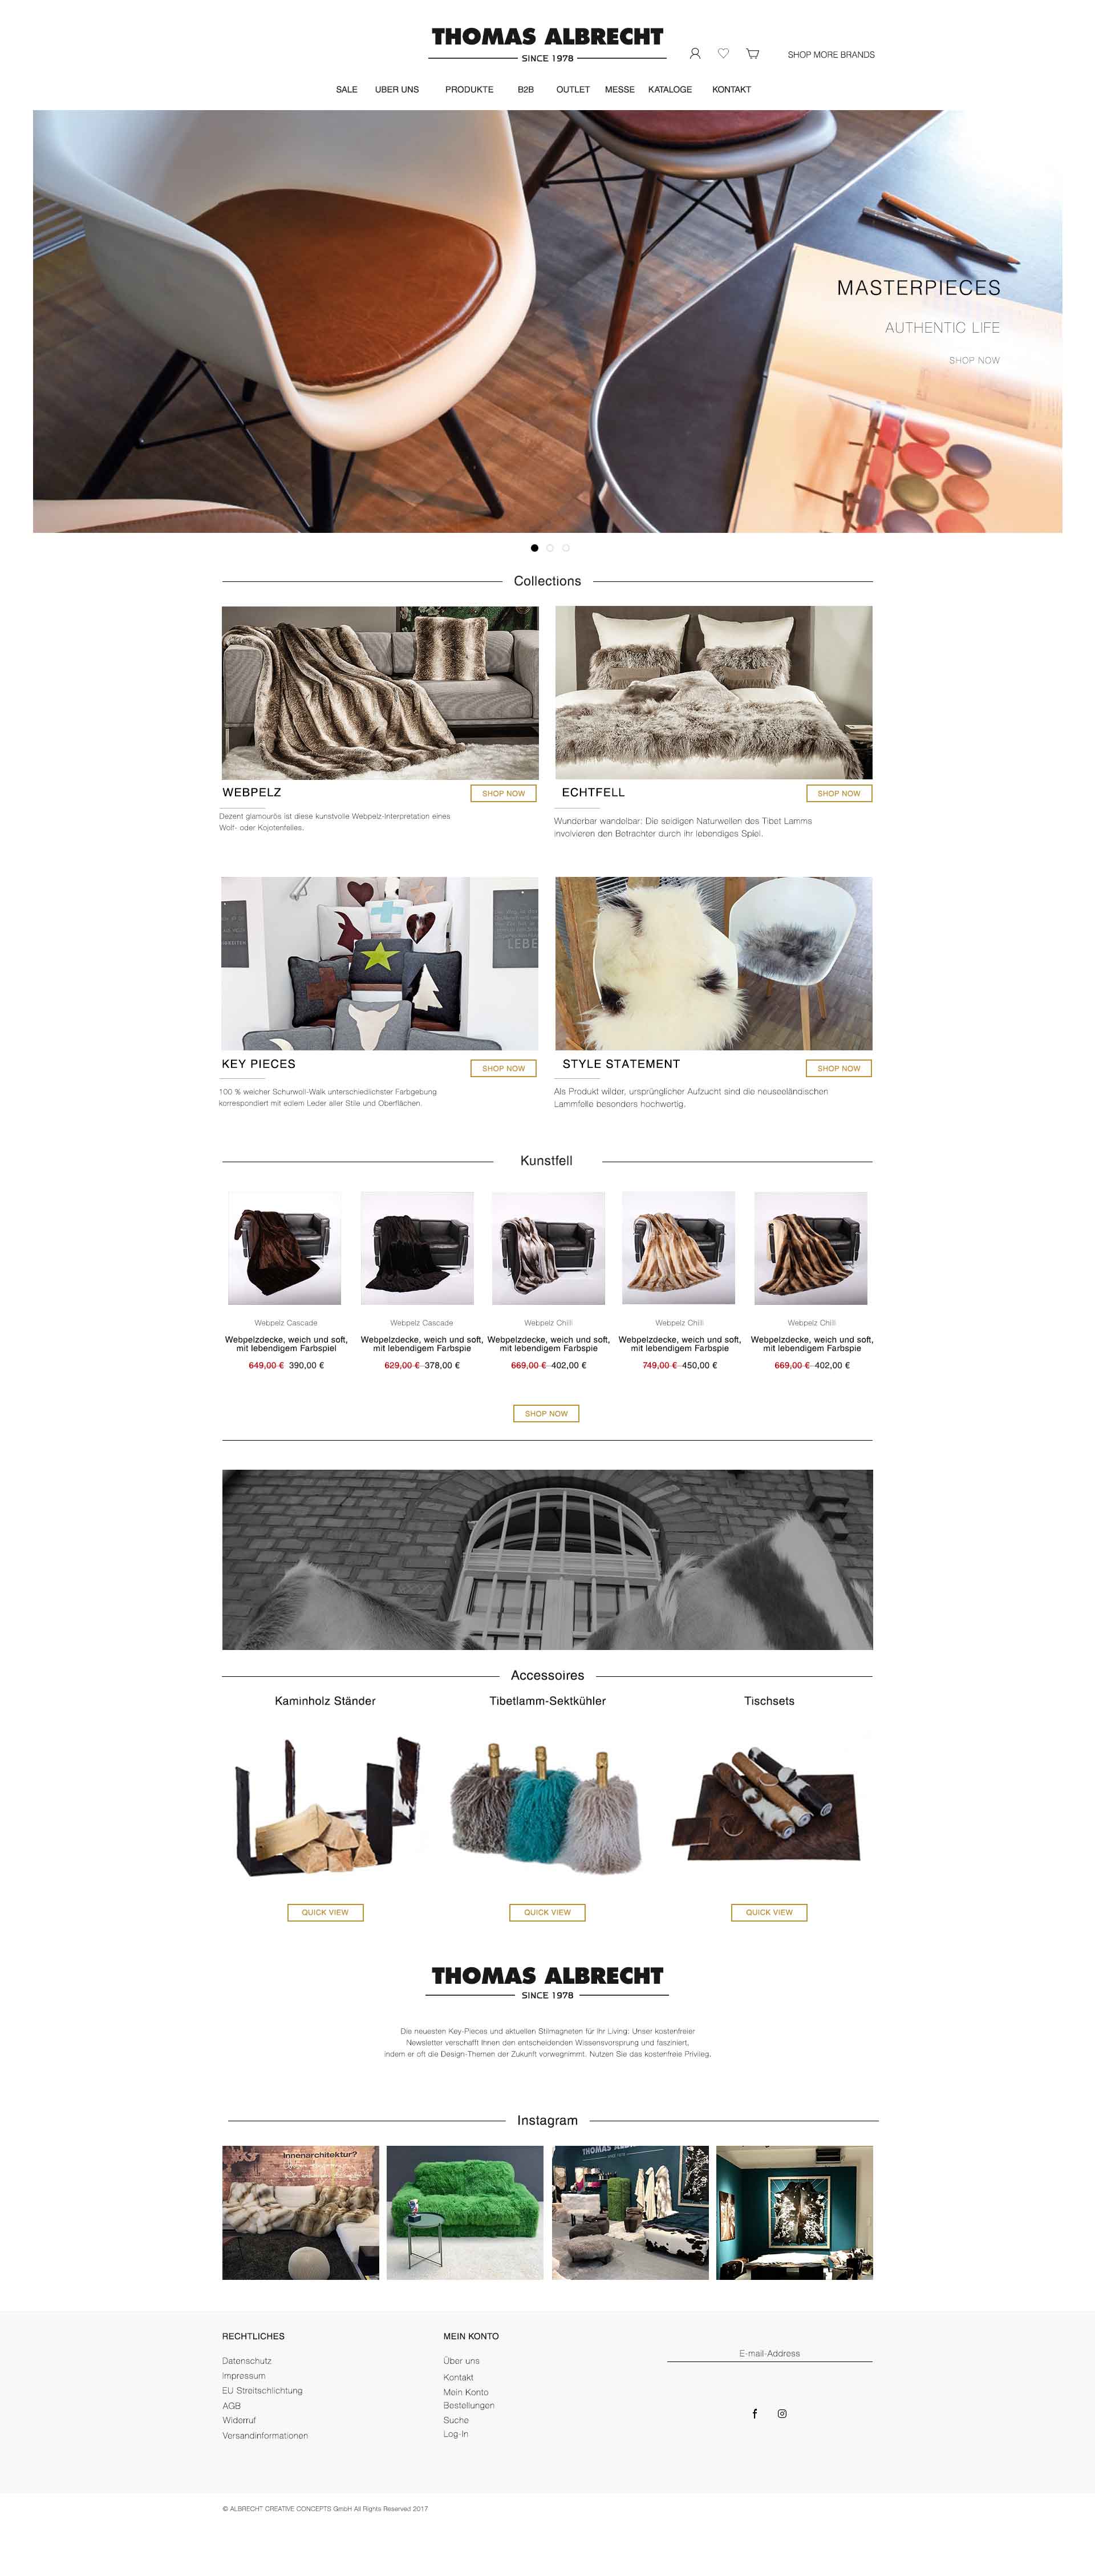 THOMAS ALBRECHT
SINCE 1978
SHOP MORE BRANDS
SALE UBER UNS PRODUKTE B2B OUTLET MESSE KATALOGE KONTAKT
MASTERPIECES
AUTHENTIC LIFE
SHOP NOW
Collections
WEBPELZ
SHOP NOW
Dezent glamourös ist diese kunstvolle Webpelz-Interpretation eines
Wolf- oder Kojotenfelles.
ECHTFELL
SHOP NOW
Wunderbar wandelbar: Die seidigen Naturwellen des Tibet Lamms
involvieren den Betrachter durch ihr lebendiges Spiel.
LEBE
KEY PIECES
SHOP NOW
100 % weicher Schurwoll-Walk unterschiedlichster Farbgebung
korrespondiert mit edlem Leder aller Stile und Oberflächen.
STYLE STATEMENT
SHOP NOW
Als Produkt wilder, ursprünglicher Aufzucht sind die neuseeländischen
Lammfelle besonders hochwertig.
Kunstfell
Webpelz Cascade
Webpelzdecke, weich und soft,
mit lebendigem Farbspiel
649,00 € 390,00 €
Webpelz Cascade
Webpelzdecke, weich und soft,
mit lebendigem Farbspie
629,00 € 378,00 €
Webpelz Chilli
Webpelzdecke, weich und soft,
mit lebendigem Farbspie
669,00 € 402,00 €
Webpelz Chilli
Webpelzdecke, weich und soft,
mit lebendigem Farbspie
749,00 € 450,00 €
Webpelz Chilli
Webpelzdecke, weich und soft,
mit lebendigem Farbspie
669,00 € 402,00 €
SHOP NOW
Accessoires
Kaminholz Ständer
Tibetlamm-Sektkühler
Tischsets
QUICK VIEW
QUICK VIEW
QUICK VIEW
THOMAS ALBRECHT
SINCE 1978
Die neuesten Key-Pieces und aktuellen Stilmagneten für Ihr Living: Unser kostenfreier
Newsletter verschafft Ihnen den entscheidenden Wissensvorsprung und fasziniert,
indem er oft die Design-Themen der Zukunft vorwegnimmt. Nutzen Sie das kostenfreie Privileg.
Instagram
Innenarchitektur?
RECHTLICHES
Datenschutz
Impressum
EU Streitschlichtung
AGB
Widerruf
Versandinformationen
MEIN KONTO
Über uns
Kontakt
Mein Konto
Bestellungen
Suche
Log-In
E-mail-Address
© ALBRECHT CREATIVE CONCEPTS GmbH All Rights Reserved 2017